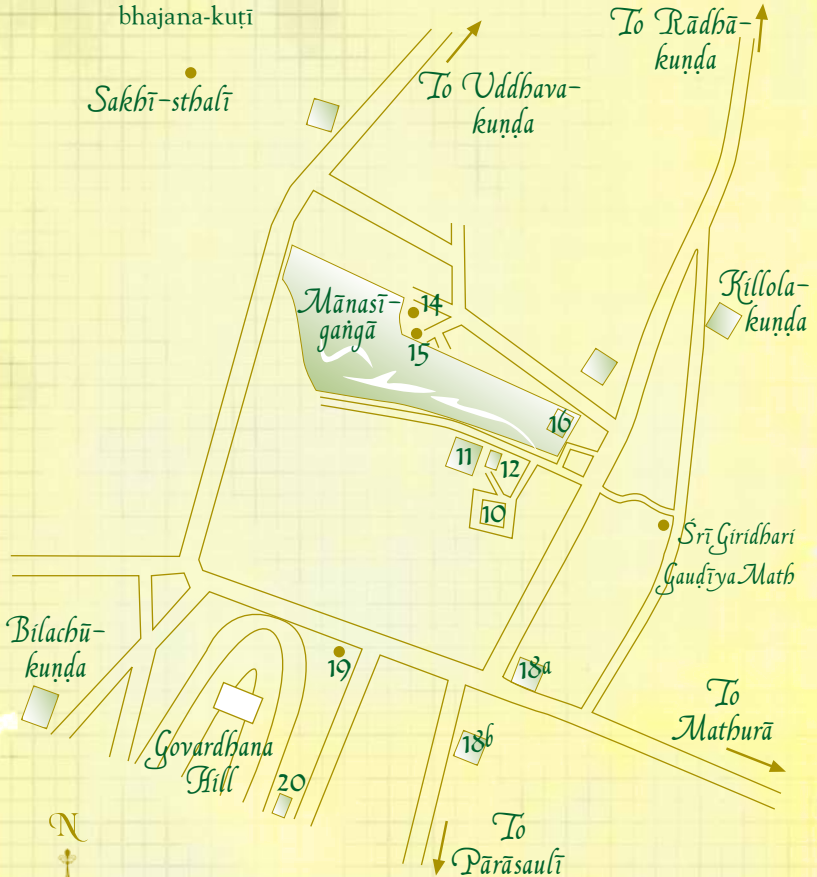 bhajana-kuṭī
Sakhī-sthalī
To Uddhava-
kuṇḍa
To Rādhā-
kuṇḍa
Killola-
kuṇḍa
Mānasī-
gaṅgā
14
15
16
11
12
10
Śrī Giridhari
Gauḍīya Math
Bilachū-
kuṇḍa
19
18a
18b
To
Mathurā
Govardhana
Hill
20
N
To
Pārāsaulī